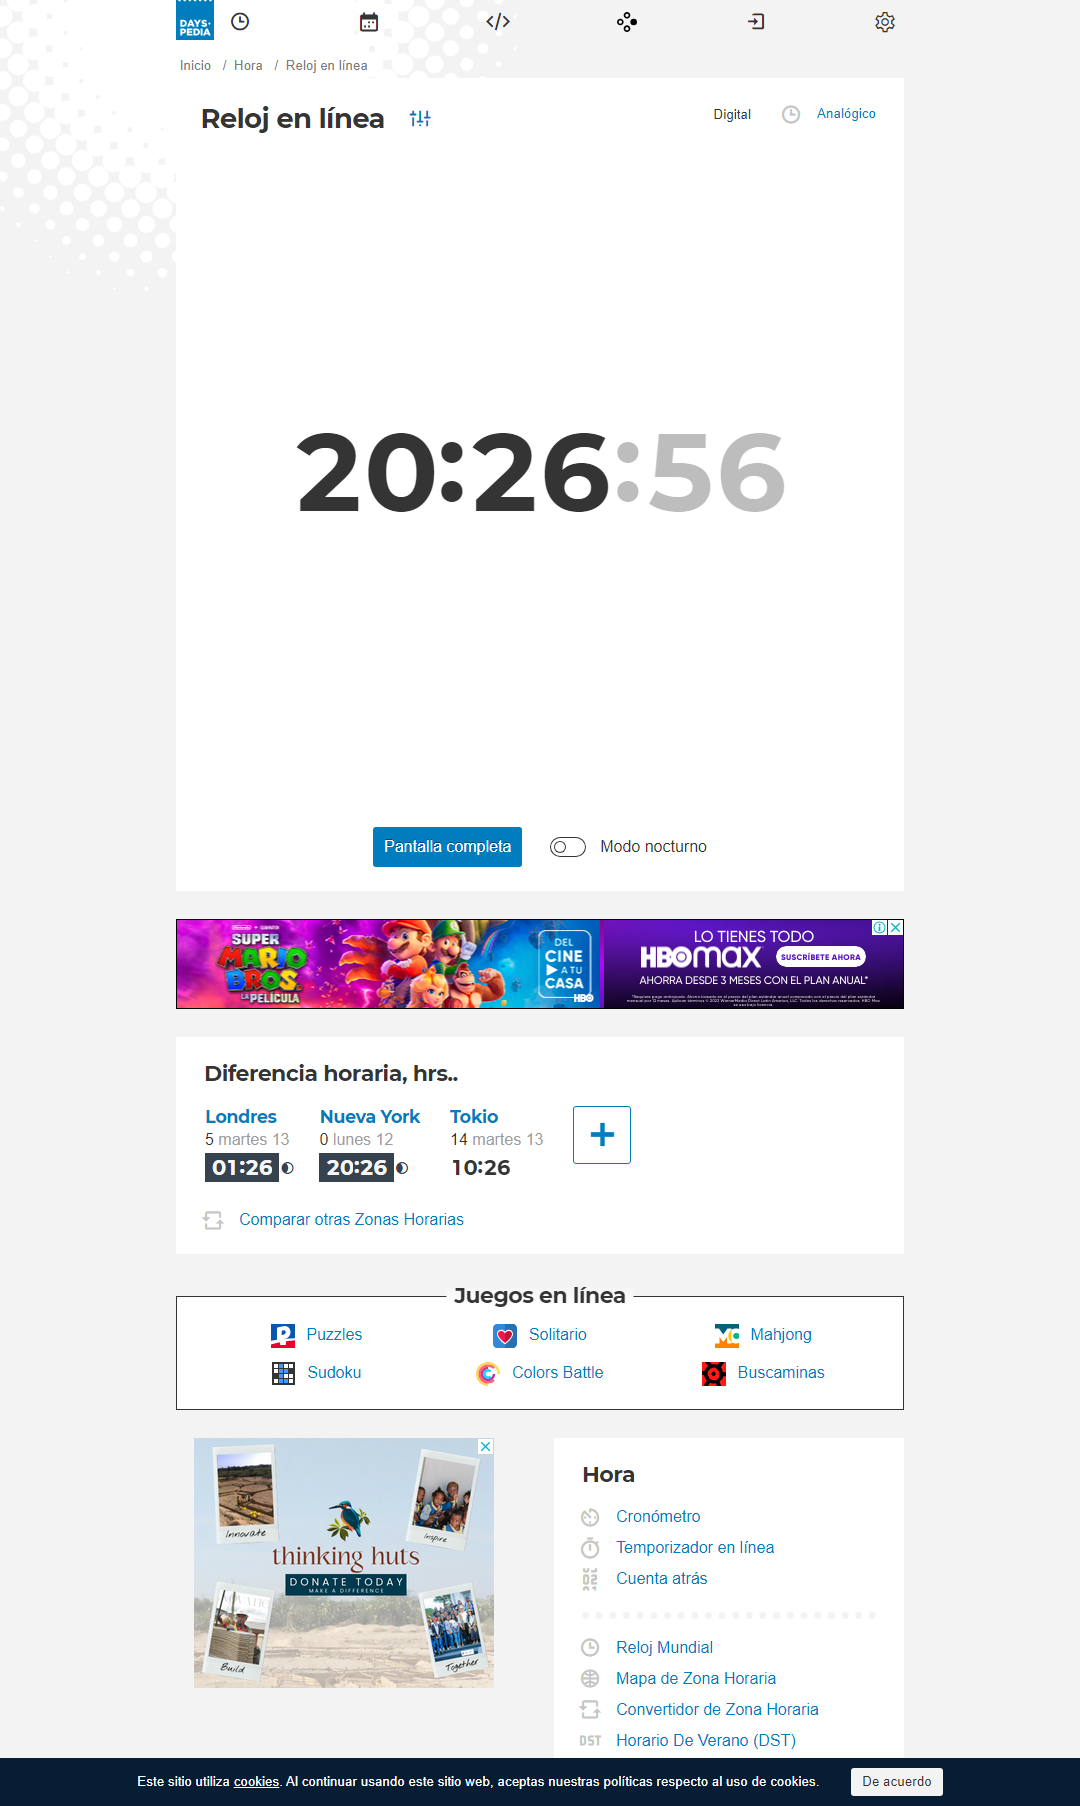 DAYS-
PEDIA
Inicio / Hora / Reloj en línea
Reloj en línea
Digital
Analógico
20:26:56
Pantalla completa
Modo nocturno
SUPER
MARIO
BROS
LA PELÍCULA
DEL
CINE
A TU
CASA
HBO
LO TIENES TODO
HBOmax
SUSCRÍBETE AHORA
AHORRA DESDE 3 MESES CON EL PLAN ANUAL*
Diferencia horaria, hrs..
Londres
5 martes 13
01:26
Nueva York
0 lunes 12
20:26
Tokio
14 martes 13
10:26
Comparar otras Zonas Horarias
Juegos en línea
Puzzles
Solitario
Mahjong
Sudoku
Colors Battle
Buscaminas
Innovate
Inspire
thinking huts
DONATE TODAY
MAKE A DIFFERENCE
Build
Together
Hora
Cronómetro
Temporizador en línea
Cuenta atrás
Reloj Mundial
Mapa de Zona Horaria
Convertidor de Zona Horaria
DST Horario De Verano (DST)
Este sitio utiliza cookies. Al continuar usando este sitio web, aceptas nuestras políticas respecto al uso de cookies.
De acuerdo